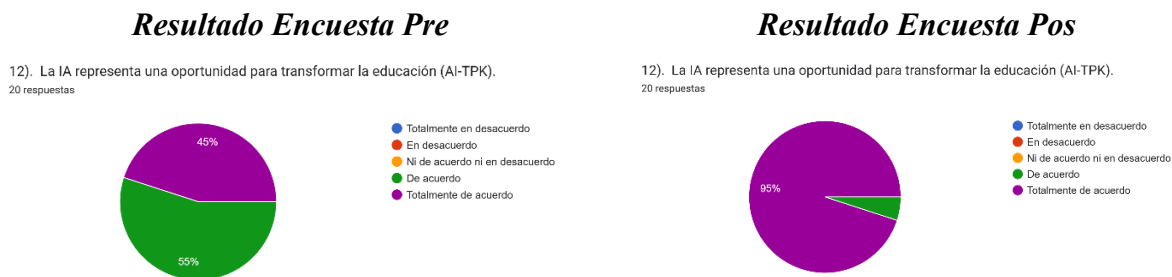 Resultado Encuesta Pre
12). La IA representa una oportunidad para transformar la educación (AI-TPK).
20 respuestas
45%
55%
Totalmente en desacuerdo
En desacuerdo
Ni de acuerdo ni en desacuerdo
De acuerdo
Totalmente de acuerdo
Resultado Encuesta Pos
12). La IA representa una oportunidad para transformar la educación (AI-TPK).
20 respuestas
95%
Totalmente en desacuerdo
En desacuerdo
Ni de acuerdo ni en desacuerdo
De acuerdo
Totalmente de acuerdo